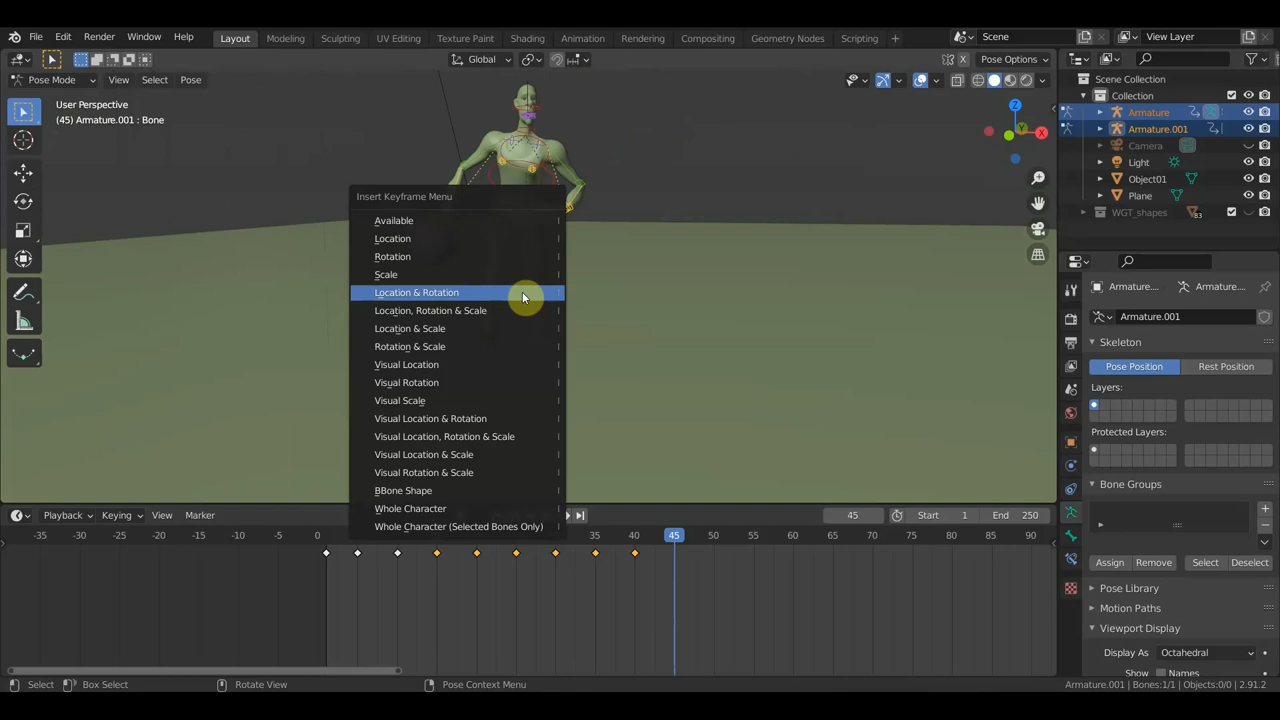 File Edit Render Window Help Layout Modeling Sculpting UV Editing Texture Paint Shading Animation Rendering Compositing Geometry Nodes Scripting + Scene View Layer
Global Pose Options
Pose Mode View Select Pose
User Perspective
(45) Armature.001 : Bone
Z
Y
X
Insert Keyframe Menu
Available
Location
Rotation
Scale
Location & Rotation
Location, Rotation & Scale
Location & Scale
Rotation & Scale
Visual Location
Visual Rotation
Visual Scale
Visual Location & Rotation
Visual Location, Rotation & Scale
Visual Location & Scale
Visual Rotation & Scale
BBone Shape
Whole Character
Whole Character (Selected Bones Only)
Scene Collection
Collection
Armature
Armature.001
Camera
Light
Object01
Plane
WGT_shapes 83
Armature.... Armature....
Armature.001
Skeleton
Pose Position Rest Position
Layers:
Protected Layers:
Bone Groups
Assign Remove Select Deselect
Pose Library
Motion Paths
Viewport Display
Display As Octahedral
Show Names
Playback Keying View Marker 45 Start 1 End 250
-35 -30 -25 -20 -15 -10 -5 0 35 40 45 50 55 60 65 70 75 80 85 90
Select Box Select Rotate View Pose Context Menu Armature.001 | Bones:1/1 | Objects:0/0 | 2.91.2